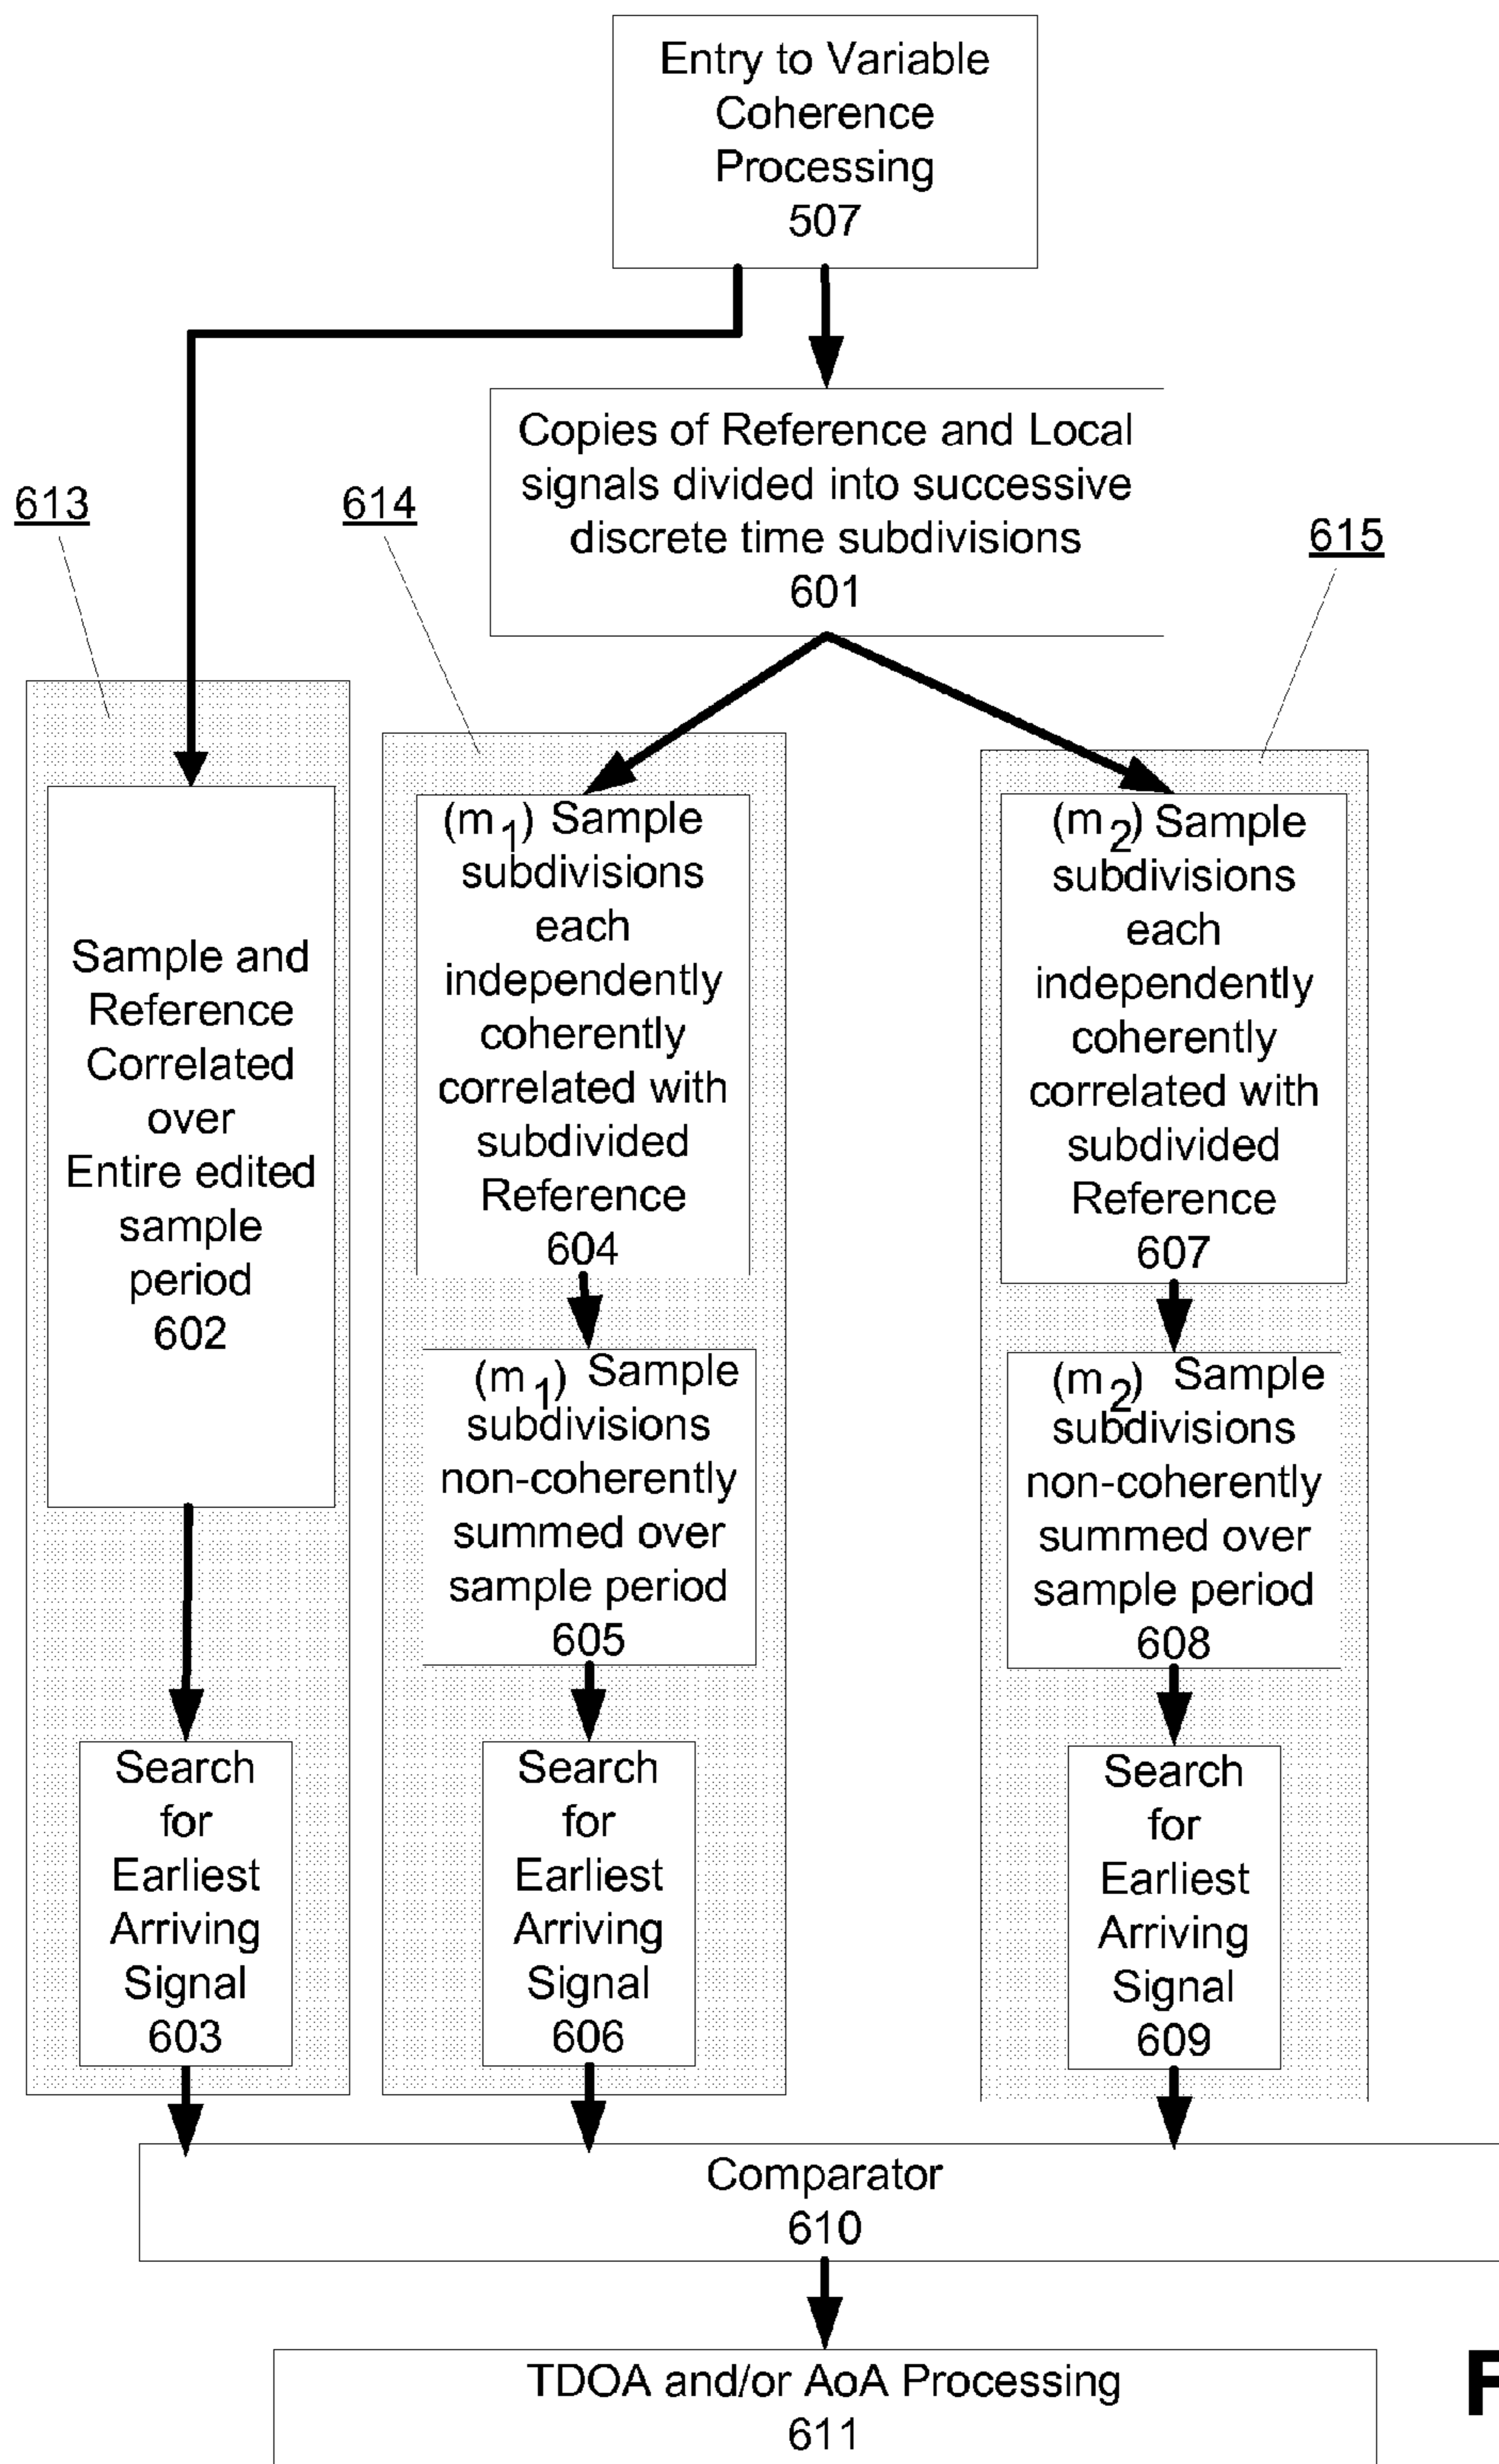 Entry to Variable
Coherence
Processing
507
Copies of Reference and Local
signals divided into successive
discrete time subdivisions
601
613
614
615
Sample and
Reference
Correlated
over
Entire edited
sample
period
602
(m1) Sample
subdivisions
each
independently
coherently
correlated with
subdivided
Reference
604
(m2) Sample
subdivisions
each
independently
coherently
correlated with
subdivided
Reference
607
(m1) Sample
subdivisions
non-coherently
summed over
sample period
605
(m2) Sample
subdivisions
non-coherently
summed over
sample period
608
Search
for
Earliest
Arriving
Signal
603
Search
for
Earliest
Arriving
Signal
606
Search
for
Earliest
Arriving
Signal
609
Comparator
610
TDOA and/or AoA Processing
611